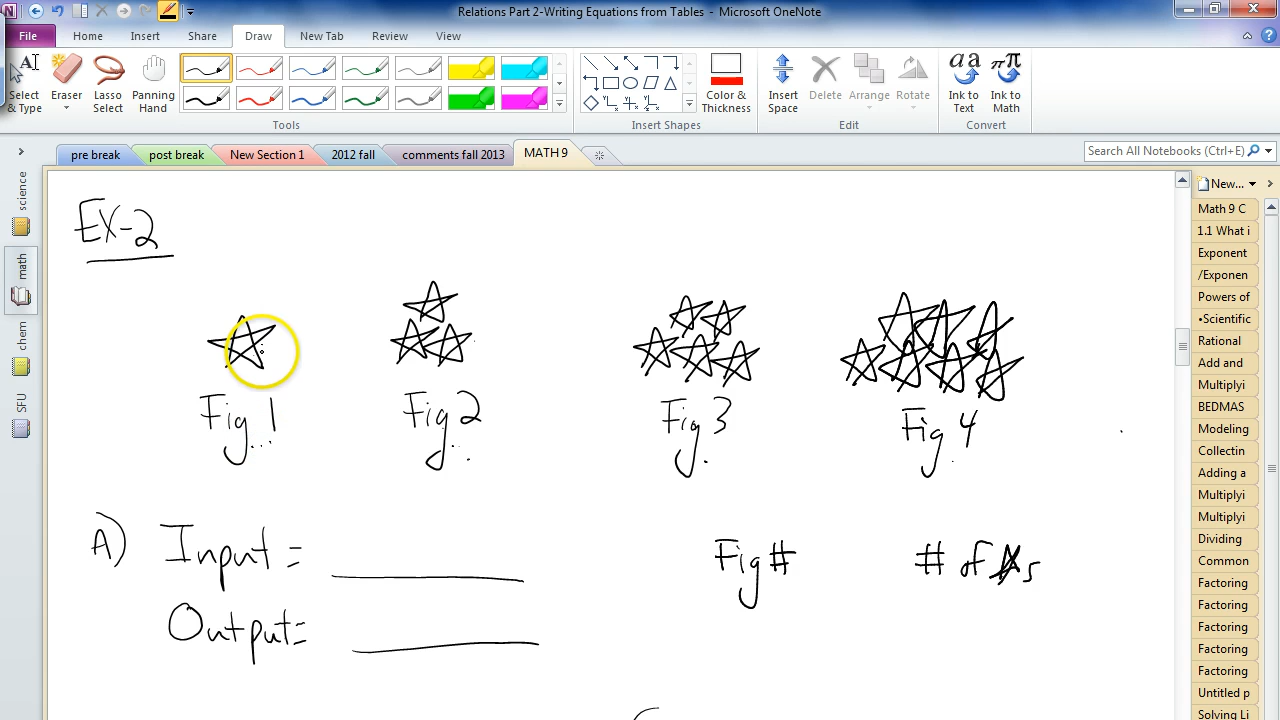 Relations Part 2-Writing Equations from Tables - Microsoft OneNote
File Home Insert Share Draw New Tab Review View
Select & Type
Eraser
Lasso Select
Panning Hand
Color & Thickness
Insert Space
Delete
Arrange
Rotate
Ink to Text
Ink to Math
Tools
Insert Shapes
Edit
Convert
pre break
post break
New Section 1
2012 fall
comments fall 2013
MATH 9
Search All Notebooks (Ctrl+E)
New...
science
math
chem
SFU
EX-2
Fig 1 Fig 2 Fig 3 Fig 4
A) Input = Fig # # of s
Output=
Math 9 C
1.1 What i
Exponent
/Exponen
Powers of
•Scientific
Rational
Add and
Multiplyi
BEDMAS
Modeling
Collectin
Adding a
Multiplyi
Multiplyi
Dividing
Common
Factoring
Factoring
Factoring
Factoring
Factoring
Untitled p
Solving Li